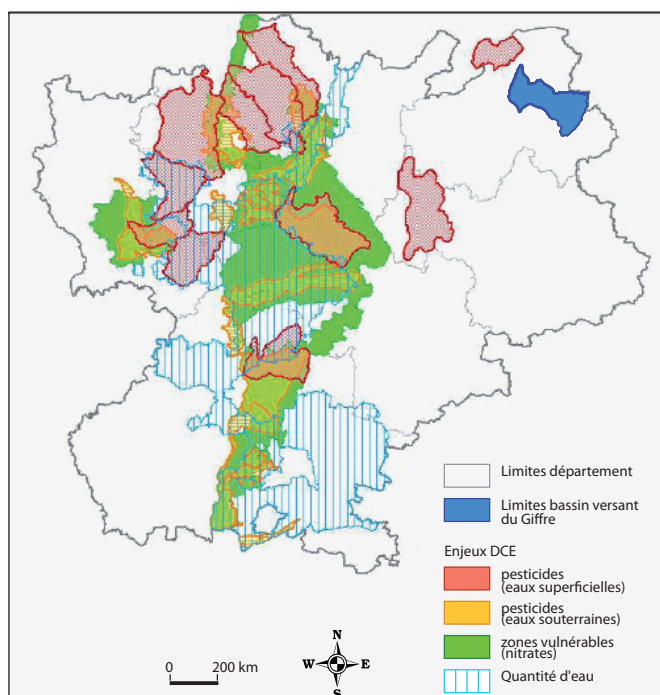 Limites département
Limites bassin versant
du Giffre
Enjeux DCE
pesticides
(eaux superficielles)
pesticides
(eaux souterraines)
zones vulnérables
(nitrates)
Quantité d'eau
N
W E
S
0 200 km